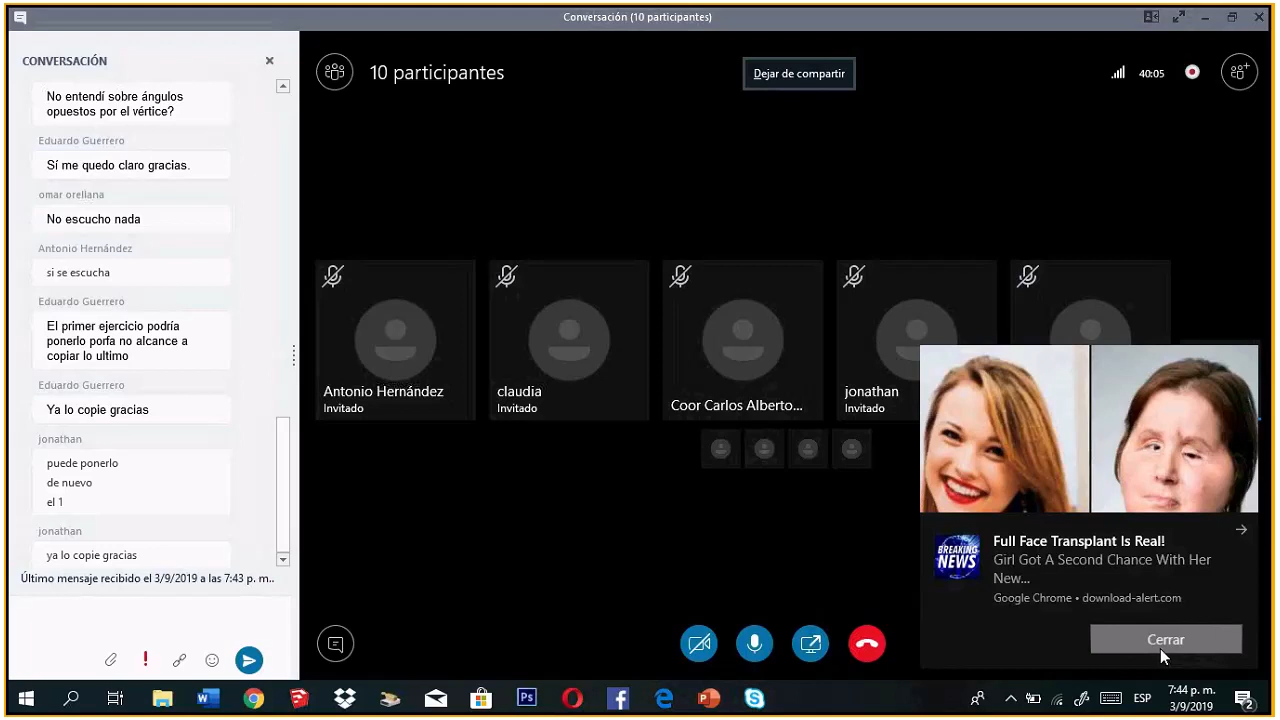 Conversación (10 participantes)
CONVERSACIÓN
No entendí sobre ángulos
opuestos por el vértice?
Eduardo Guerrero
Sí me quedo claro gracias.
omar orellana
No escucho nada
Antonio Hernández
si se escucha
Eduardo Guerrero
El primer ejercicio podría
ponerlo porfa no alcance a
copiar lo ultimo
Eduardo Guerrero
Ya lo copie gracias
jonathan
puede ponerlo
de nuevo
el 1
jonathan
ya lo copie gracias
Último mensaje recibido el 3/9/2019 a las 7:43 p. m..
10 participantes
Dejar de compartir
40:05
Antonio Hernández
Invitado
claudia
Invitado
Coor Carlos Alberto...
jonathan
Invitado
BREAKING
NEWS
Full Face Transplant Is Real!
Girl Got A Second Chance With Her
New...
Google Chrome • download-alert.com
Cerrar
ESP
7:44 p. m.
3/9/2019
2